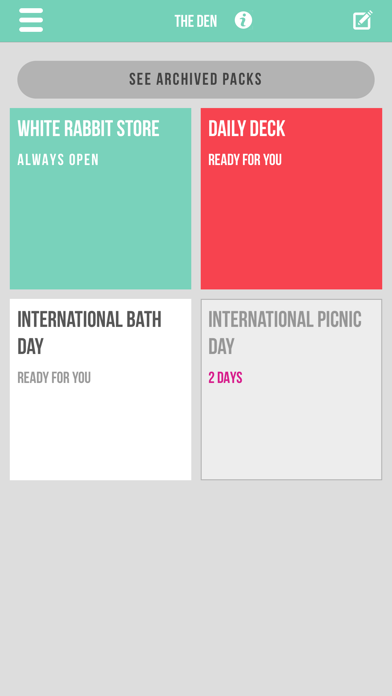 THE DEN
SEE ARCHIVED PACKS
WHITE RABBIT STORE
ALWAYS OPEN
DAILY DECK
READY FOR YOU
INTERNATIONAL BATH
DAY
READY FOR YOU
INTERNATIONAL PICNIC
DAY
2 DAYS